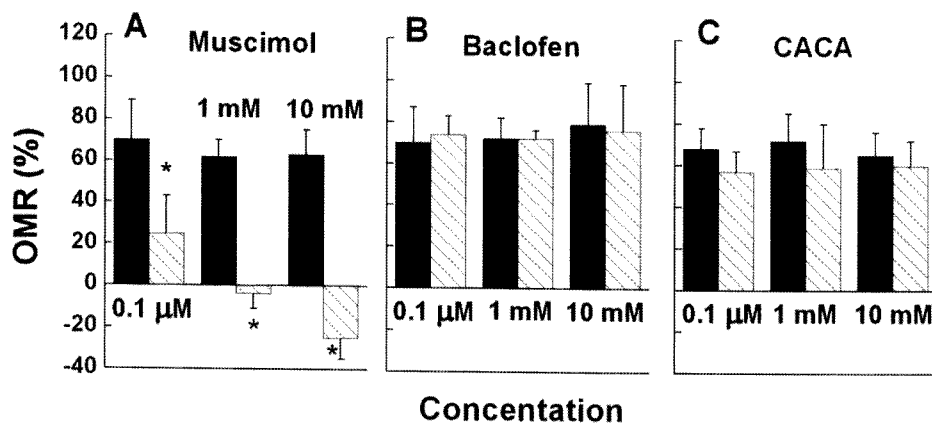 A Muscimol
B Baclofen
C CACA
OMR (%)
120
100
80
60
40
20
0
-20
-40
1 mM 10 mM
*
*
*
0.1 µM
0.1 µM 1 mM 10 mM
0.1 µM 1 mM 10 mM
Concentation